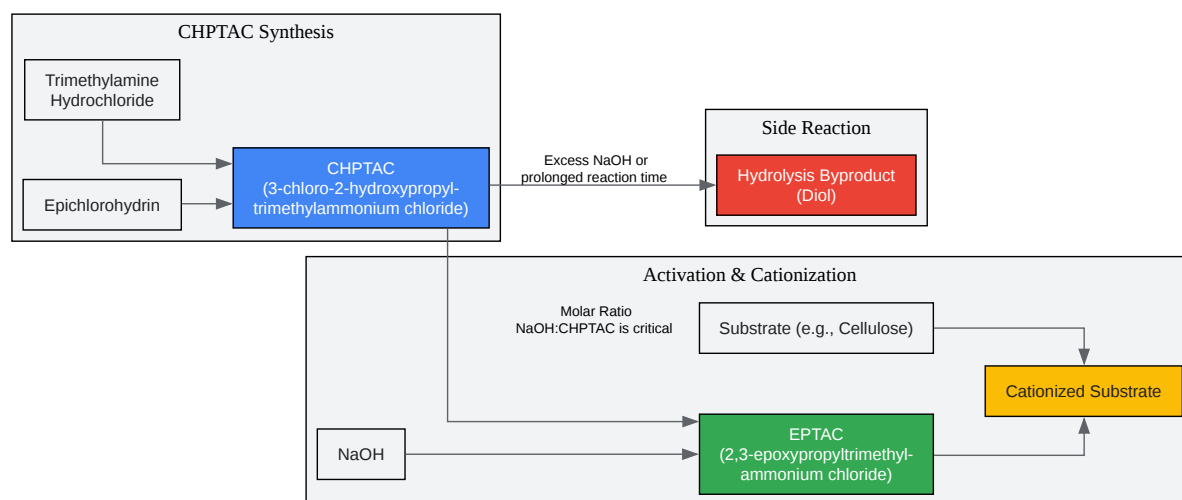 CHPTAC Synthesis
Trimethylamine
Hydrochloride
Epichlorohydrin
CHPTAC
(3-chloro-2-hydroxypropyl-
trimethylammonium chloride)
Excess NaOH or
prolonged reaction time
Side Reaction
Hydrolysis Byproduct
(Diol)
Activation & Cationization
Molar Ratio
NaOH:CHPTAC is critical
Substrate (e.g., Cellulose)
Cationized Substrate
NaOH
EPTAC
(2,3-epoxypropyltrimethyl-
ammonium chloride)